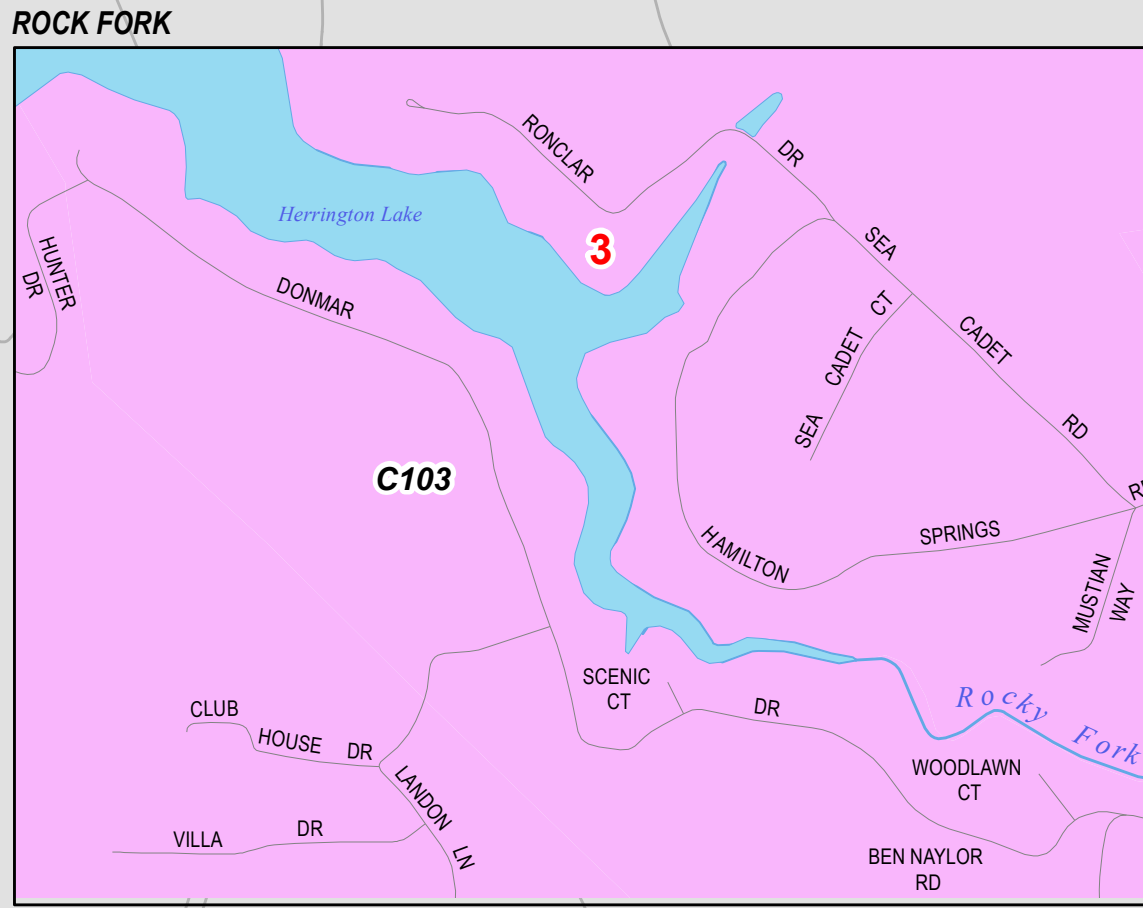 ROCK FORK
RONCLAR
DR
Herrington Lake
HUNTER
DR
3
SEA
DONMAR
SEA CADET CT
CADET
RD
C103
HAMILTON
SPRINGS
MUSTIAN
WAY
SCENIC
CT
DR
Rocky Fork
CLUB
HOUSE DR
WOODLAWN
CT
LANDON LN
VILLA
DR
BEN NAYLOR
RD